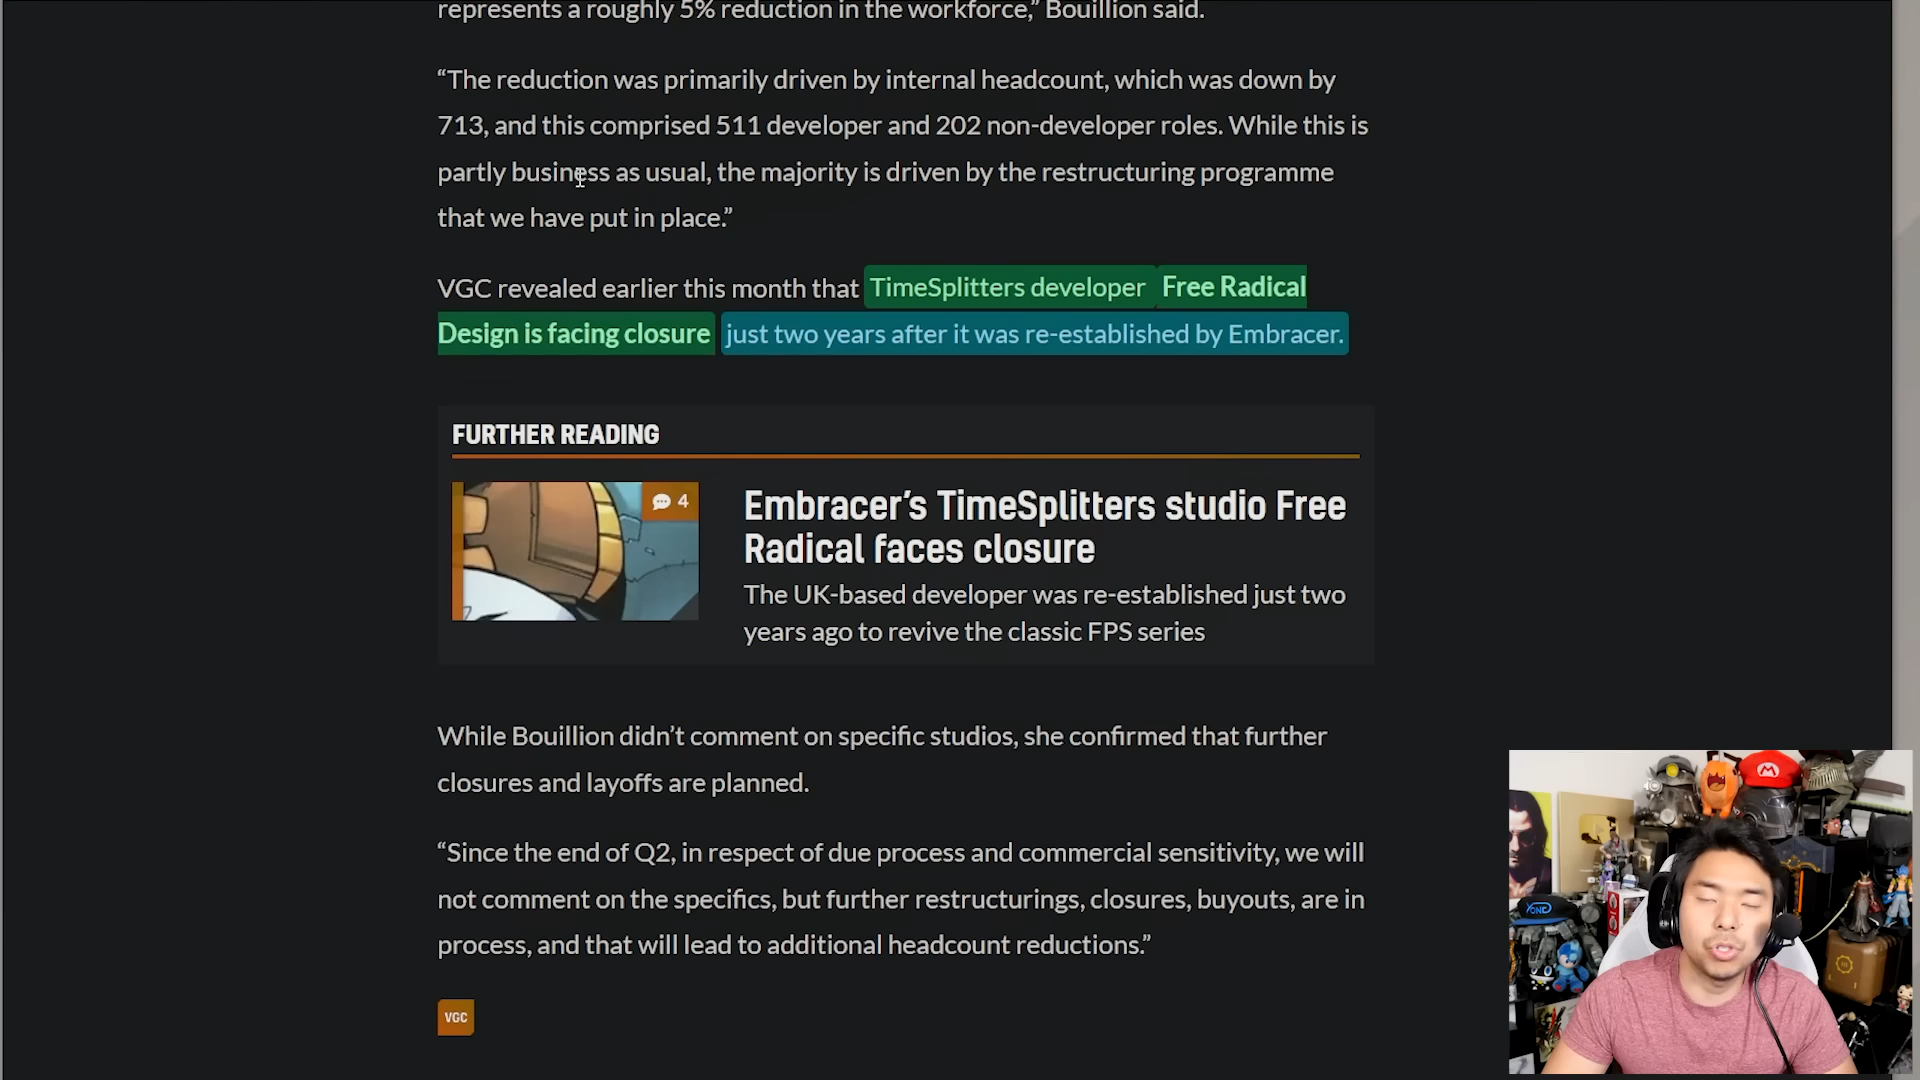 represents a roughly 5% reduction in the workforce,” Bouillion said.
“The reduction was primarily driven by internal headcount, which was down by
713, and this comprised 511 developer and 202 non-developer roles. While this is
partly business as usual, the majority is driven by the restructuring programme
that we have put in place.”
VGC revealed earlier this month that TimeSplitters developer Free Radical
Design is facing closure just two years after it was re-established by Embracer.
FURTHER READING
4
Embracer’s TimeSplitters studio Free
Radical faces closure
The UK-based developer was re-established just two
years ago to revive the classic FPS series
While Bouillion didn’t comment on specific studios, she confirmed that further
closures and layoffs are planned.
“Since the end of Q2, in respect of due process and commercial sensitivity, we will
not comment on the specifics, but further restructurings, closures, buyouts, are in
process, and that will lead to additional headcount reductions.”
VGC
M